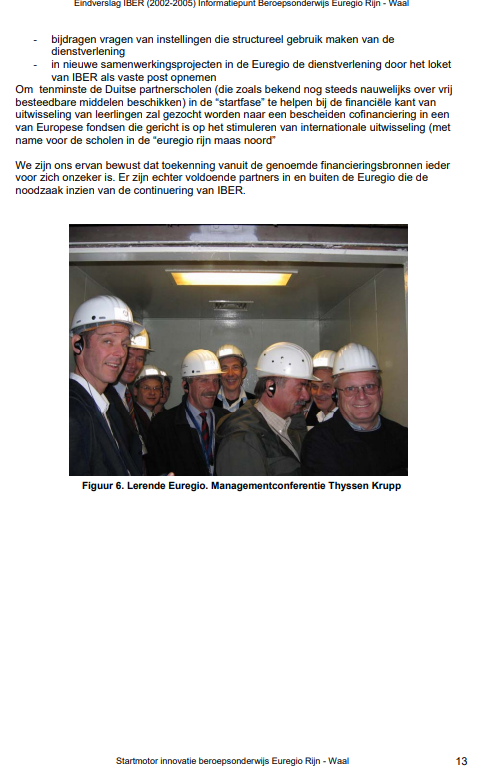 Eindverslag IBER (2002-2005) Informatiepunt Beroepsonderwijs Euregio Rijn - Waal
- bijdragen vragen van instellingen die structureel gebruik maken van de
dienstverlening
- in nieuwe samenwerkingsprojecten in de Euregio de dienstverlening door het loket
van IBER als vaste post opnemen
Om tenminste de Duitse partnerscholen (die zoals bekend nog steeds nauwelijks over vrij
besteedbare middelen beschikken) in de “startfase” te helpen bij de financiële kant van
uitwisseling van leerlingen zal gezocht worden naar een bescheiden cofinanciering in een
van Europese fondsen die gericht is op het stimuleren van internationale uitwisseling (met
name voor de scholen in de “euregio rijn maas noord”
We zijn ons ervan bewust dat toekenning vanuit de genoemde financieringsbronnen ieder
voor zich onzeker is. Er zijn echter voldoende partners in en buiten de Euregio die de
noodzaak inzien van de continuering van IBER.
Figuur 6. Lerende Euregio. Managementconferentie Thyssen Krupp
Startmotor innovatie beroepsonderwijs Euregio Rijn - Waal
13